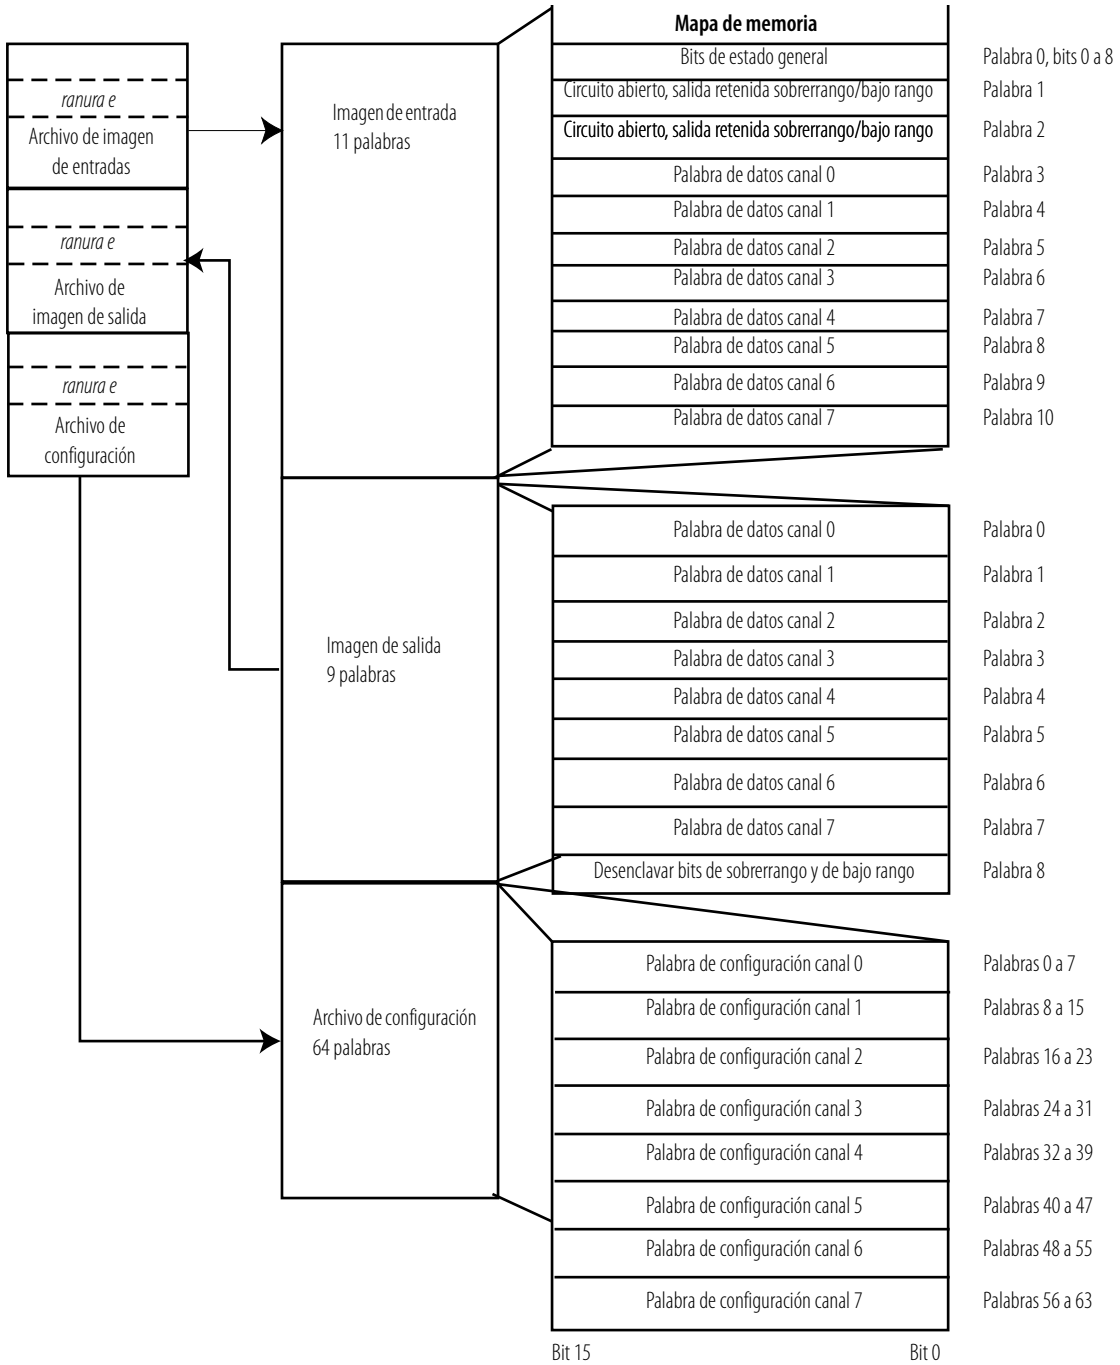 Mapa de memoria
Bits de estado general
Palabra 0, bits 0 a 8
Circuito abierto, salida retenida sobrerrango/bajo rango
Palabra 1
Circuito abierto, salida retenida sobrerrango/bajo rango
Palabra 2
Palabra de datos canal 0
Palabra 3
Palabra de datos canal 1
Palabra 4
Palabra de datos canal 2
Palabra 5
Palabra de datos canal 3
Palabra 6
Palabra de datos canal 4
Palabra 7
Palabra de datos canal 5
Palabra 8
Palabra de datos canal 6
Palabra 9
Palabra de datos canal 7
Palabra 10
ranura e
Archivo de imagen
de entradas
ranura e
Archivo de
imagen de salida
ranura e
Archivo de
configuración
Imagen de entrada
11 palabras
Imagen de salida
9 palabras
Palabra de datos canal 0
Palabra 0
Palabra de datos canal 1
Palabra 1
Palabra de datos canal 2
Palabra 2
Palabra de datos canal 3
Palabra 3
Palabra de datos canal 4
Palabra 4
Palabra de datos canal 5
Palabra 5
Palabra de datos canal 6
Palabra 6
Palabra de datos canal 7
Palabra 7
Desenclavar bits de sobrerrango y de bajo rango
Palabra 8
Archivo de configuración
64 palabras
Palabra de configuración canal 0
Palabras 0 a 7
Palabra de configuración canal 1
Palabras 8 a 15
Palabra de configuración canal 2
Palabras 16 a 23
Palabra de configuración canal 3
Palabras 24 a 31
Palabra de configuración canal 4
Palabras 32 a 39
Palabra de configuración canal 5
Palabras 40 a 47
Palabra de configuración canal 6
Palabras 48 a 55
Palabra de configuración canal 7
Palabras 56 a 63
Bit 15
Bit 0